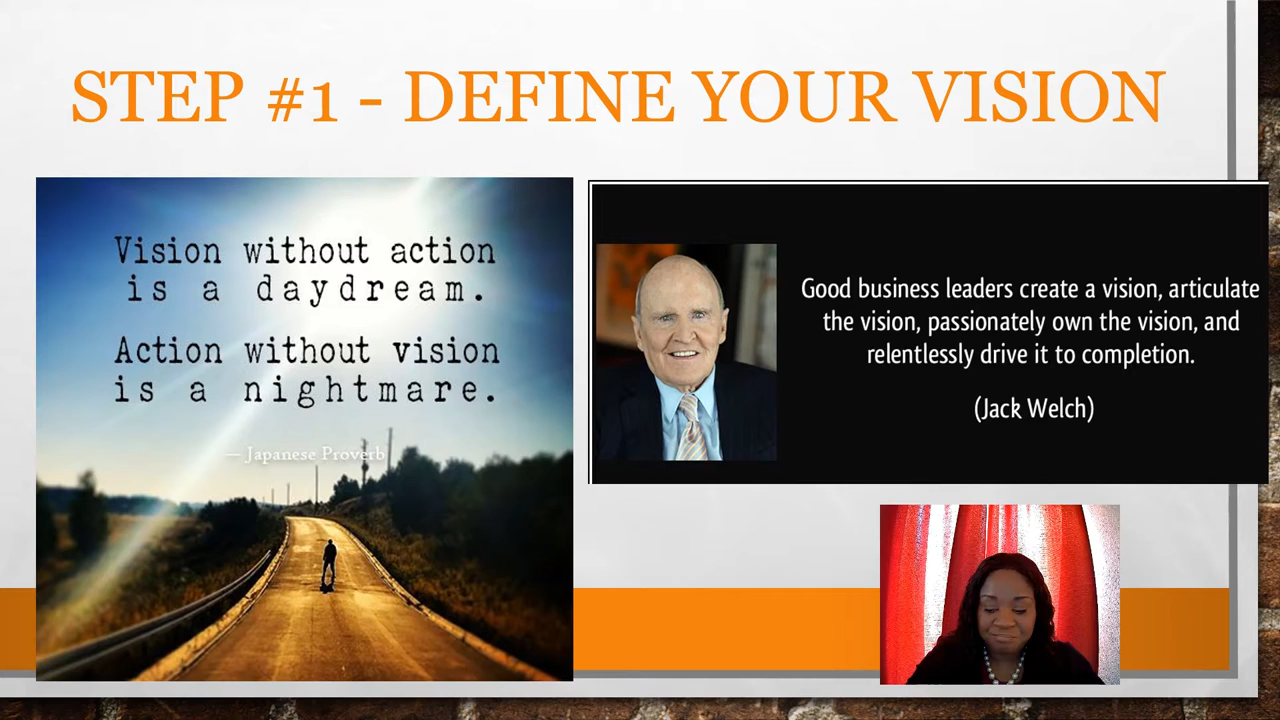 STEP #1 - DEFINE YOUR VISION
Vision without action
is a daydream.
Action without vision
is a nightmare.
— Japanese Proverb
Good business leaders create a vision, articulate
the vision, passionately own the vision, and
relentlessly drive it to completion.
(Jack Welch)